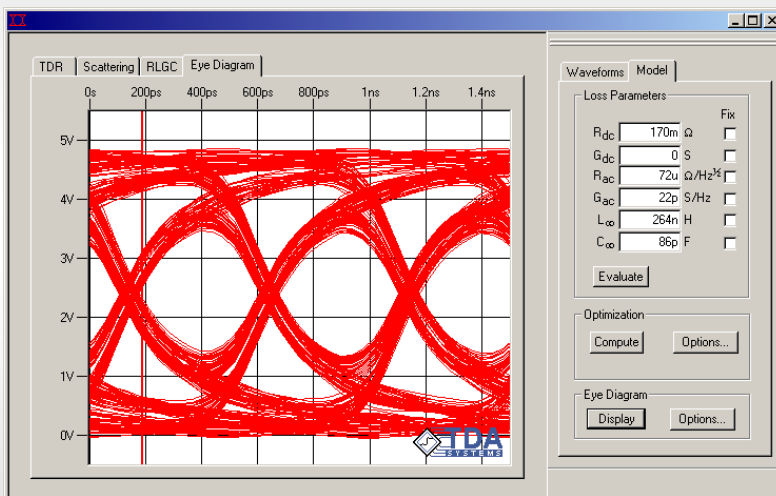 TDR Scattering RLGC Eye Diagram
0s 200ps 400ps 600ps 800ps 1ns 1.2ns 1.4ns
5V
4V
3V
2V
1V
0V
TDA
SYSTEMS
Waveforms Model
Loss Parameters
Fix
Rdc 170m Ω
Gdc 0 S
Rac 72u Ω/Hz½
Gac 22p S/Hz
L∞ 264n H
C∞ 86p F
Evaluate
Optimization
Compute Options...
Eye Diagram
Display Options...